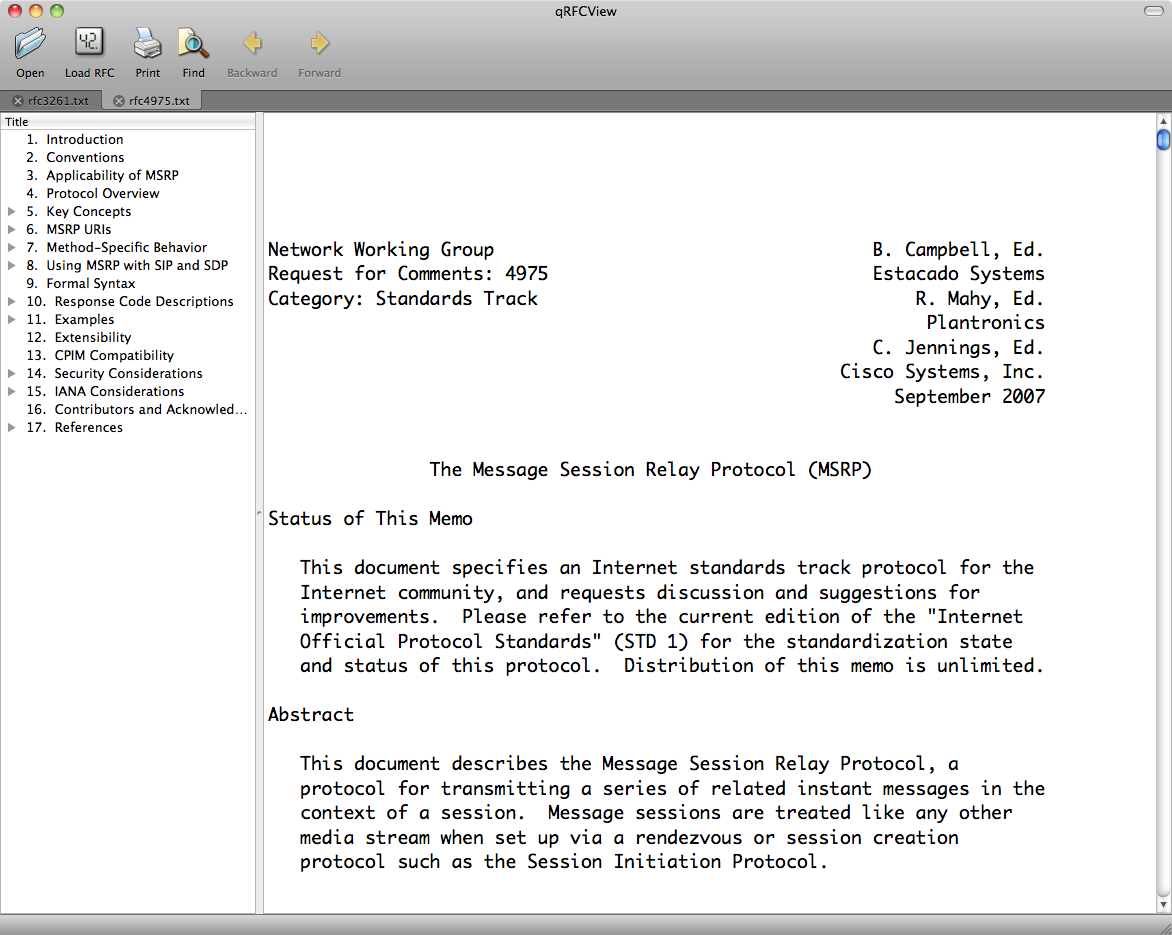 qRFCView
Open Load RFC Print Find Backward Forward
rfc3261.txt rfc4975.txt
Title
1. Introduction
2. Conventions
3. Applicability of MSRP
4. Protocol Overview
5. Key Concepts
6. MSRP URIs
7. Method-Specific Behavior
8. Using MSRP with SIP and SDP
9. Formal Syntax
10. Response Code Descriptions
11. Examples
12. Extensibility
13. CPIM Compatibility
14. Security Considerations
15. IANA Considerations
16. Contributors and Acknowled...
17. References
Network Working Group B. Campbell, Ed.
Request for Comments: 4975 Estacado Systems
Category: Standards Track R. Mahy, Ed.
Plantronics
C. Jennings, Ed.
Cisco Systems, Inc.
September 2007
The Message Session Relay Protocol (MSRP)
Status of This Memo
This document specifies an Internet standards track protocol for the
Internet community, and requests discussion and suggestions for
improvements. Please refer to the current edition of the "Internet
Official Protocol Standards" (STD 1) for the standardization state
and status of this protocol. Distribution of this memo is unlimited.
Abstract
This document describes the Message Session Relay Protocol, a
protocol for transmitting a series of related instant messages in the
context of a session. Message sessions are treated like any other
media stream when set up via a rendezvous or session creation
protocol such as the Session Initiation Protocol.